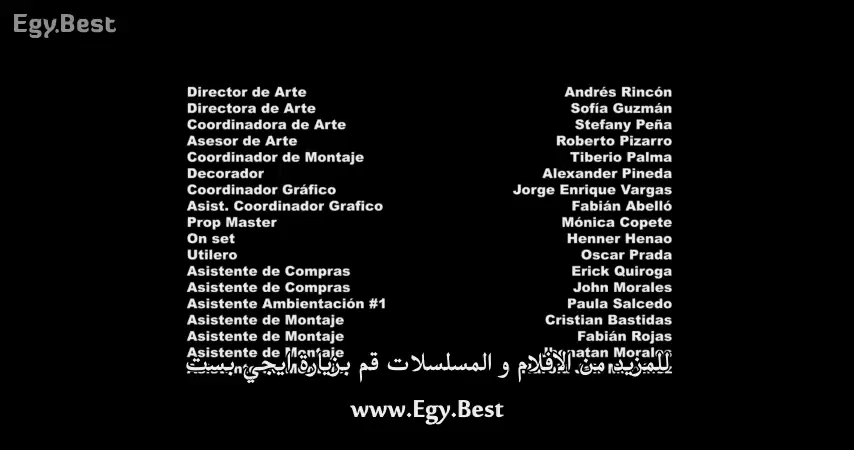 Egy.Best
Director de Arte Andrés Rincón
Directora de Arte Sofía Guzmán
Coordinadora de Arte Stefany Peña
Asesor de Arte Roberto Pizarro
Coordinador de Montaje Tiberio Palma
Decorador Alexander Pineda
Coordinador Gráfico Jorge Enrique Vargas
Asist. Coordinador Grafico Fabián Abelló
Prop Master Mónica Copete
On set Henner Henao
Utilero Oscar Prada
Asistente de Compras Erick Quiroga
Asistente de Compras John Morales
Asistente Ambientación #1 Paula Salcedo
Asistente de Montaje Cristian Bastidas
Asistente de Montaje Fabián Rojas
Asistente de Montaje Jhonatan Morales
للمزيد من الافلام و المسلسلات قم بزيارة ايجي بست
www.Egy.Best